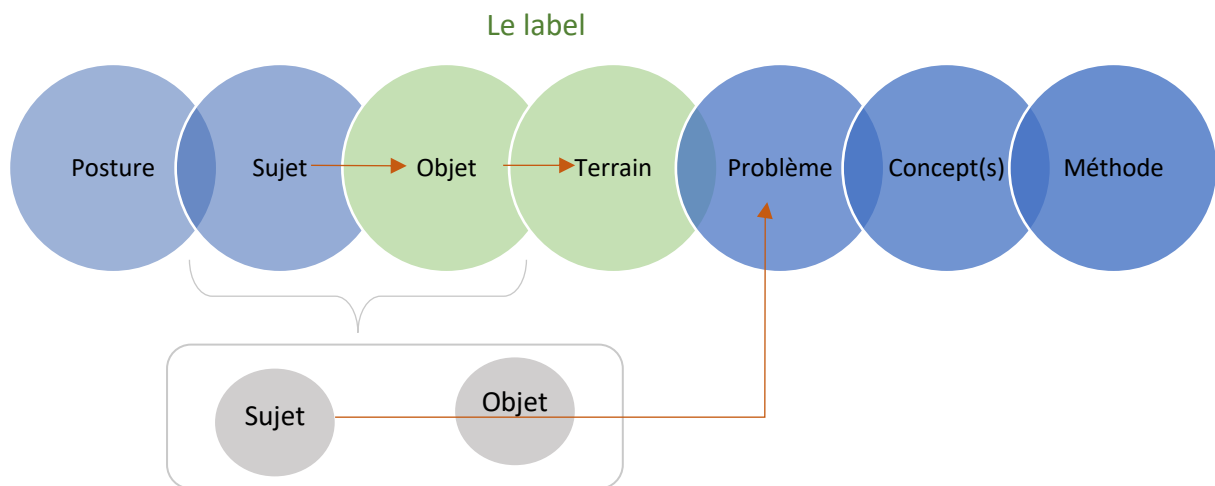 Le label
Posture
Sujet
Objet
Terrain
Problème
Concept(s)
Méthode
Sujet
Objet